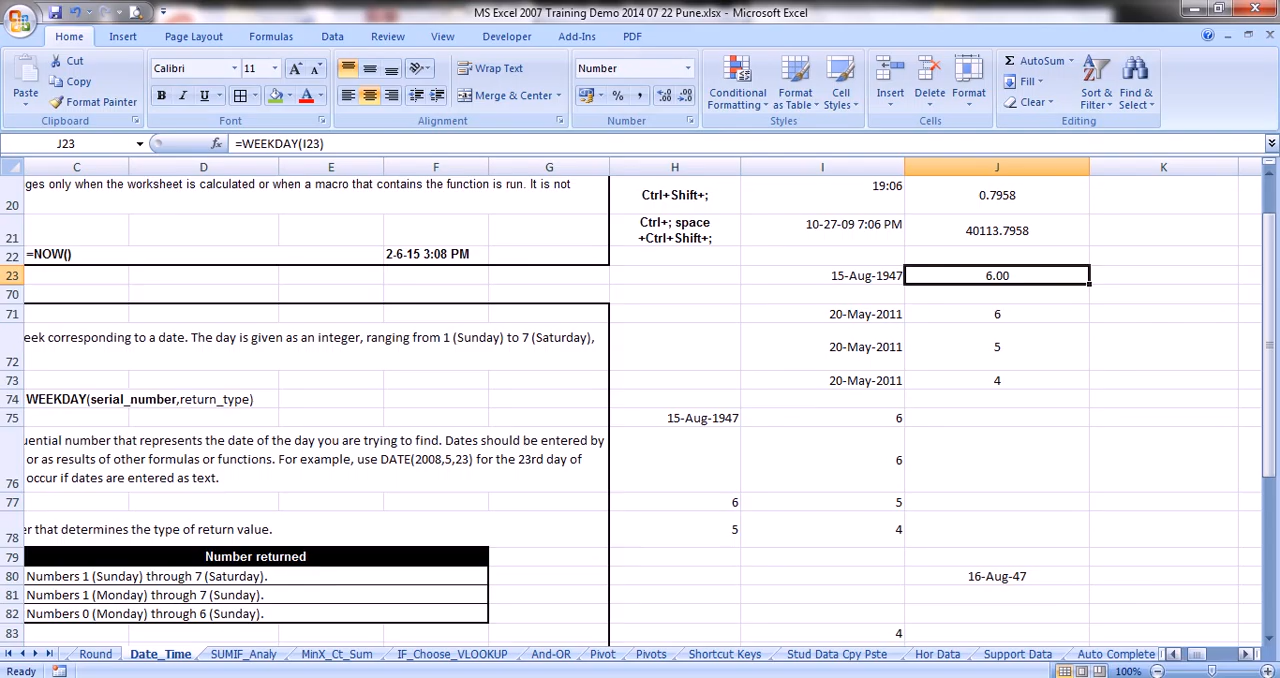 MS Excel 2007 Training Demo 2014 07 22 Pune.xlsx - Microsoft Excel
Home Insert Page Layout Formulas Data Review View Developer Add-Ins PDF
Paste Cut Copy Format Painter Clipboard
Calibri 11 B I U A A A Font
Wrap Text Merge & Center Alignment
Number % , Number
Conditional Formatting Format as Table Cell Styles Styles
Insert Delete Format Cells
Σ AutoSum Fill Clear Sort & Filter Find & Select Editing
J23 fx =WEEKDAY(I23)
C D E F G H I J K
20 ges only when the worksheet is calculated or when a macro that contains the function is run. It is not Ctrl+Shift+; 19:06 0.7958
21 Ctrl+; space +Ctrl+Shift+; 10-27-09 7:06 PM 40113.7958
22 =NOW() 2-6-15 3:08 PM
23 15-Aug-1947 6.00
70
71 20-May-2011 6
72 eek corresponding to a date. The day is given as an integer, ranging from 1 (Sunday) to 7 (Saturday), 20-May-2011 5
73 20-May-2011 4
74 WEEKDAY(serial_number,return_type)
75 15-Aug-1947 6
uential number that represents the date of the day you are trying to find. Dates should be entered by
or as results of other formulas or functions. For example, use DATE(2008,5,23) for the 23rd day of 6
76 occur if dates are entered as text.
77 6 5
78 er that determines the type of return value. 5 4
79 Number returned
80 Numbers 1 (Sunday) through 7 (Saturday). 16-Aug-47
81 Numbers 1 (Monday) through 7 (Sunday).
82 Numbers 0 (Monday) through 6 (Sunday).
83 4
Round Date_Time SUMIF_Analy MinX_Ct_Sum IF_Choose_VLOOKUP And-OR Pivot Pivots Shortcut Keys Stud Data Cpy Pste Hor Data Support Data Auto Complete
Ready 100%